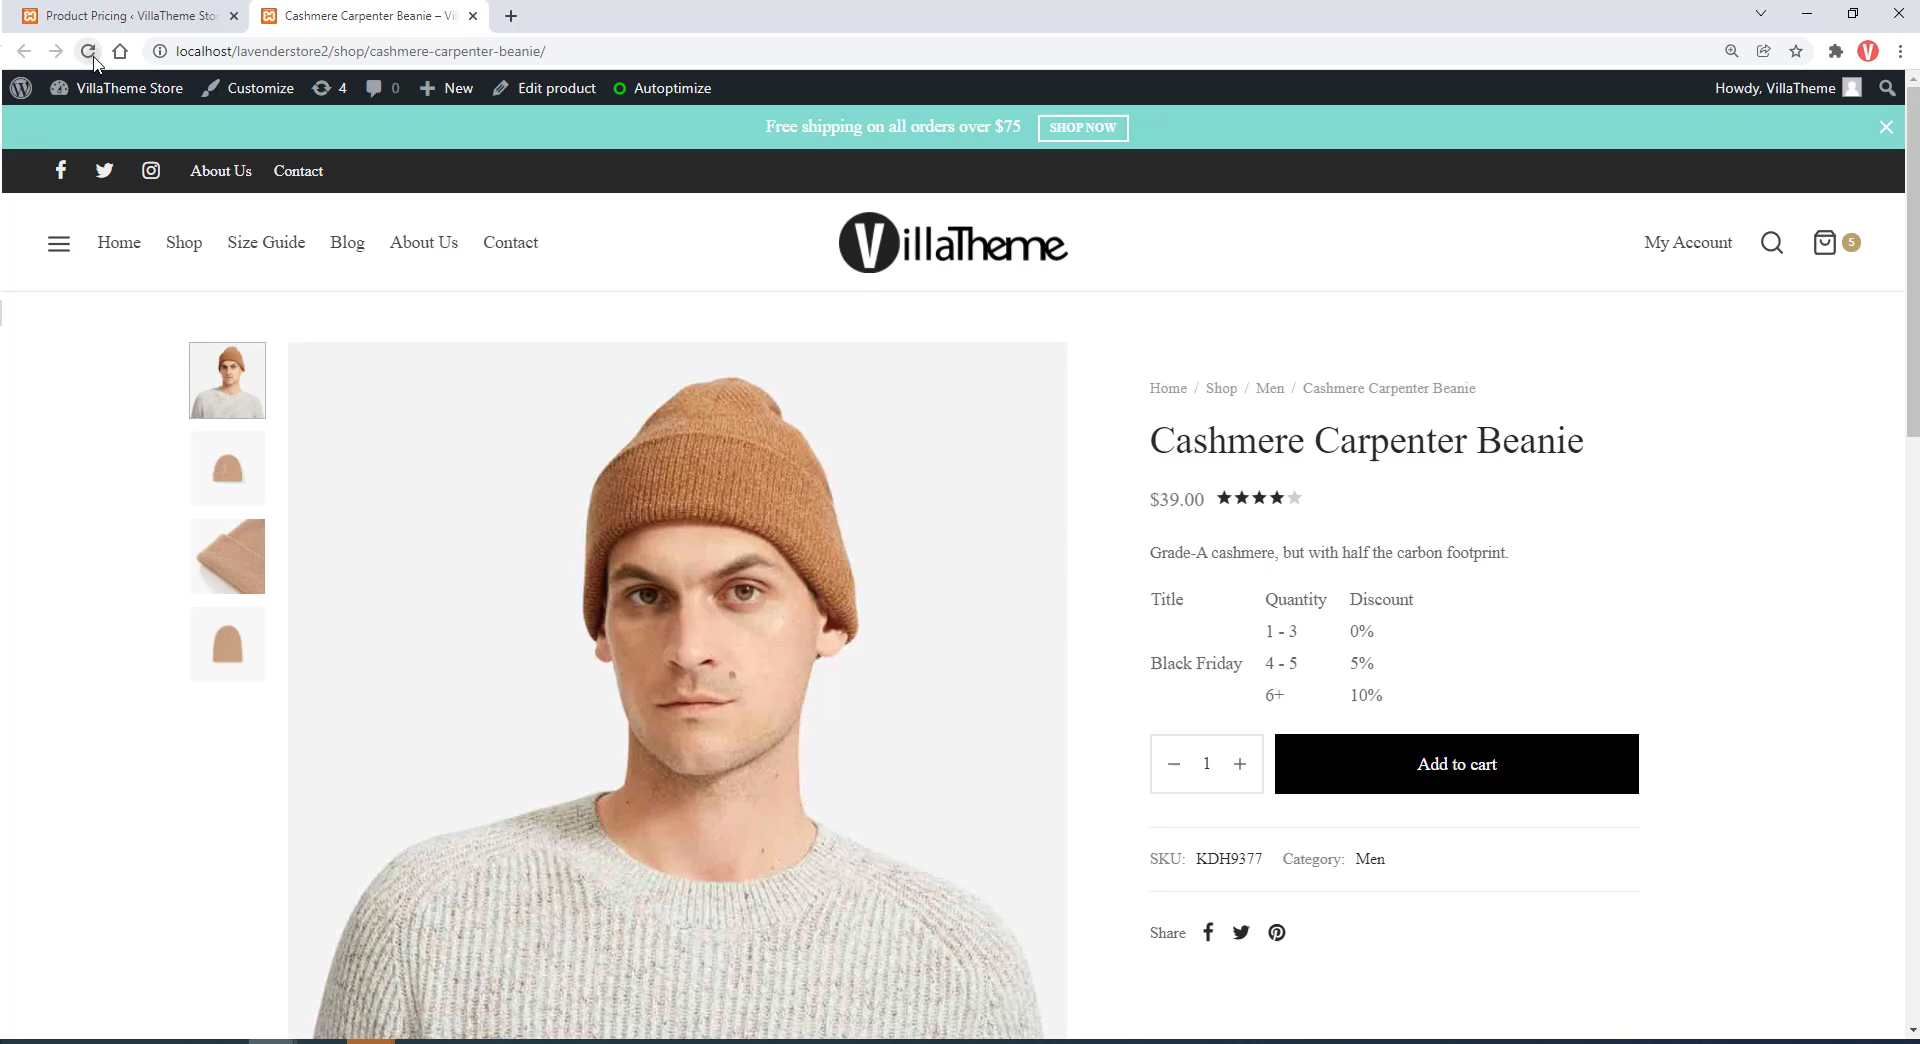 Product Pricing ‹ VillaTheme Stor
Cashmere Carpenter Beanie – Vil
localhost/lavenderstore2/shop/cashmere-carpenter-beanie/
V
VillaTheme Store
Customize
4
0
New
Edit product
Autoptimize
Howdy, VillaTheme
Free shipping on all orders over $75
SHOP NOW
About Us
Contact
Home
Shop
Size Guide
Blog
About Us
Contact
VillaTheme
My Account
5
Home / Shop / Men / Cashmere Carpenter Beanie
Cashmere Carpenter Beanie
$39.00
Grade-A cashmere, but with half the carbon footprint.
Title Quantity Discount
1 - 3 0%
Black Friday 4 - 5 5%
6+ 10%
− 1 +
Add to cart
SKU: KDH9377 Category: Men
Share